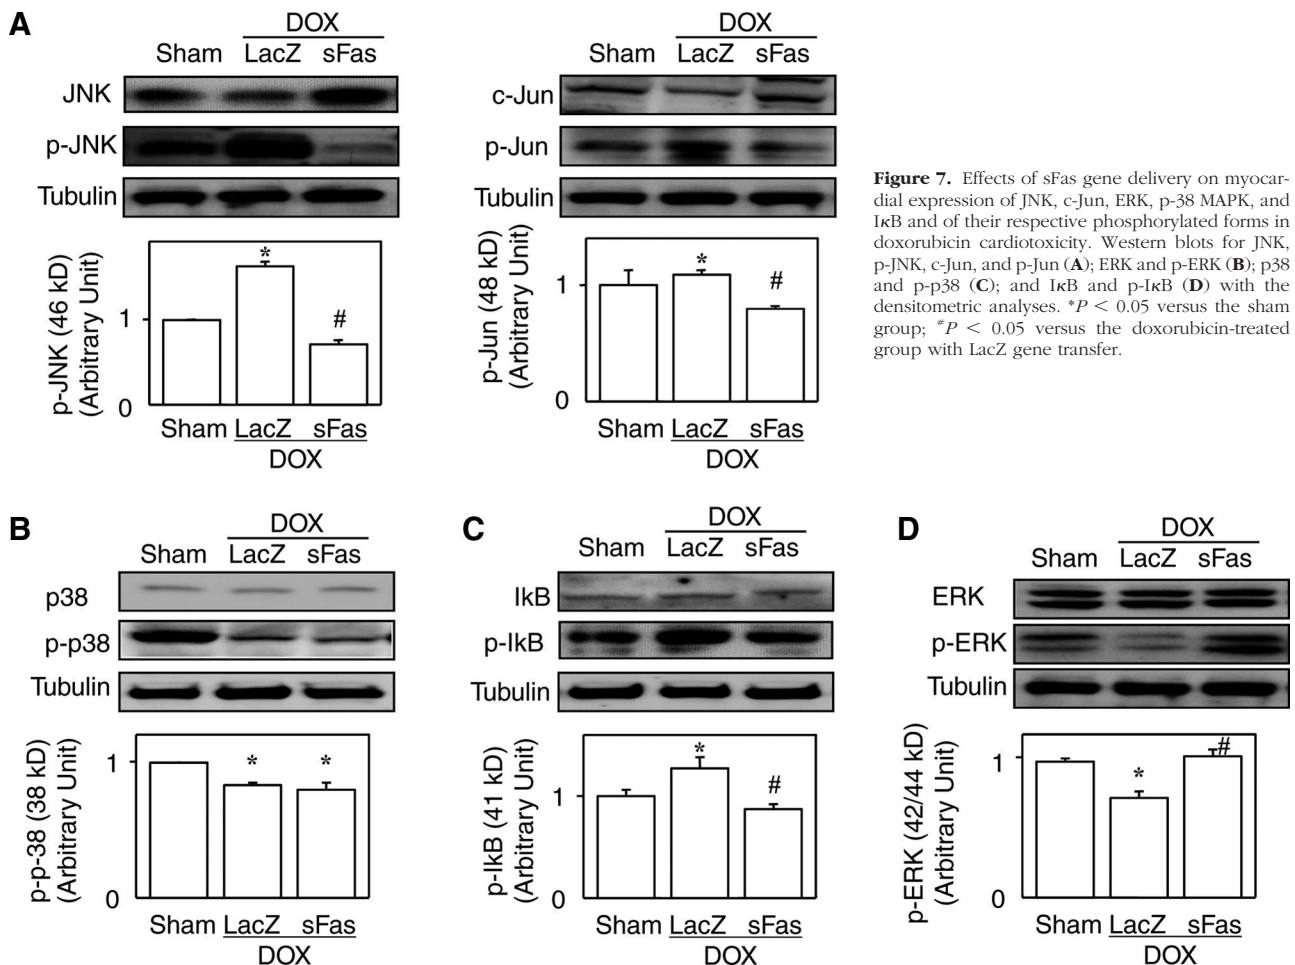 A
DOX
Sham LacZ sFas
JNK
p-JNK
Tubulin
p-JNK (46 kD)
(Arbitrary Unit)
1
0
*
#
Sham LacZ sFas
DOX
DOX
Sham LacZ sFas
c-Jun
p-Jun
Tubulin
p-Jun (48 kD)
(Arbitrary Unit)
1
0
*
#
Sham LacZ sFas
DOX
Figure 7. Effects of sFas gene delivery on myocar-
dial expression of JNK, c-Jun, ERK, p-38 MAPK, and
IκB and of their respective phosphorylated forms in
doxorubicin cardiotoxicity. Western blots for JNK,
p-JNK, c-Jun, and p-Jun (A); ERK and p-ERK (B); p38
and p-p38 (C); and IκB and p-IκB (D) with the
densitometric analyses. *P < 0.05 versus the sham
group; #P < 0.05 versus the doxorubicin-treated
group with LacZ gene transfer.
B
DOX
Sham LacZ sFas
p38
p-p38
Tubulin
p-p-38 (38 kD)
(Arbitrary Unit)
1
0
*
*
Sham LacZ sFas
DOX
C
DOX
Sham LacZ sFas
IkB
p-IkB
Tubulin
p-IkB (41 kD)
(Arbitrary Unit)
1
0
*
#
Sham LacZ sFas
DOX
D
DOX
Sham LacZ sFas
ERK
p-ERK
Tubulin
p-ERK (42/44 kD)
(Arbitrary Unit)
1
0
*
#
Sham LacZ sFas
DOX